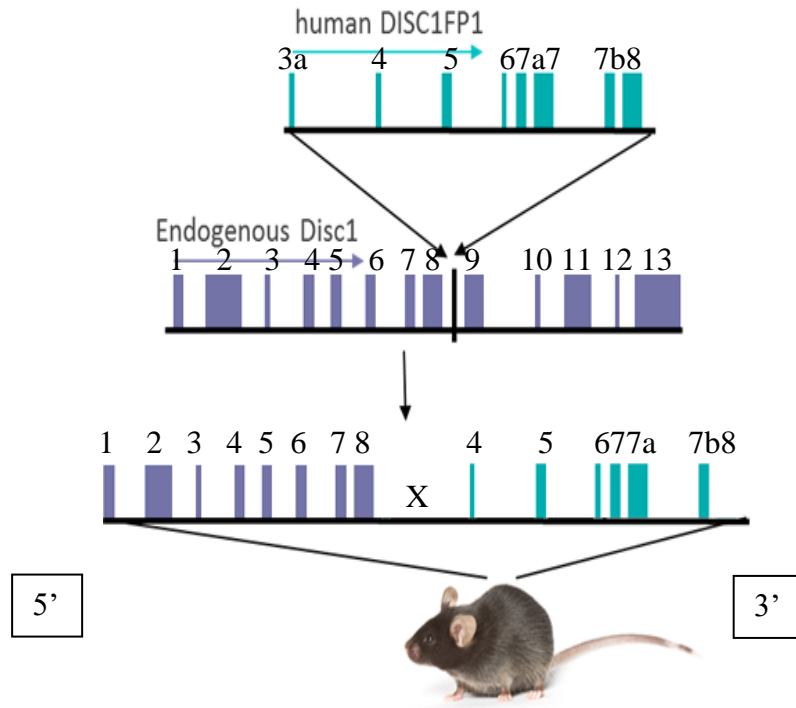 human DISC1FP1
3a 4 5 67a7 7b8
Endogenous Disc1
1 2 3 4 5 6 7 8 9 10 11 12 13
1 2 3 4 5 6 7 8 X 4 5 677a 7b8
5’ 3’